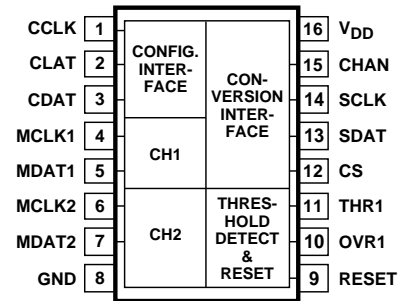 CCLK 1
CLAT 2
CDAT 3
MCLK1 4
MDAT1 5
MCLK2 6
MDAT2 7
GND 8
CONFIG.
INTER-
FACE
CH1
CH2
CON-
VERSION
INTER-
FACE
THRES-
HOLD
DETECT
&
RESET
16 VDD
15 CHAN
14 SCLK
13 SDAT
12 CS
11 THR1
10 OVR1
9 RESET